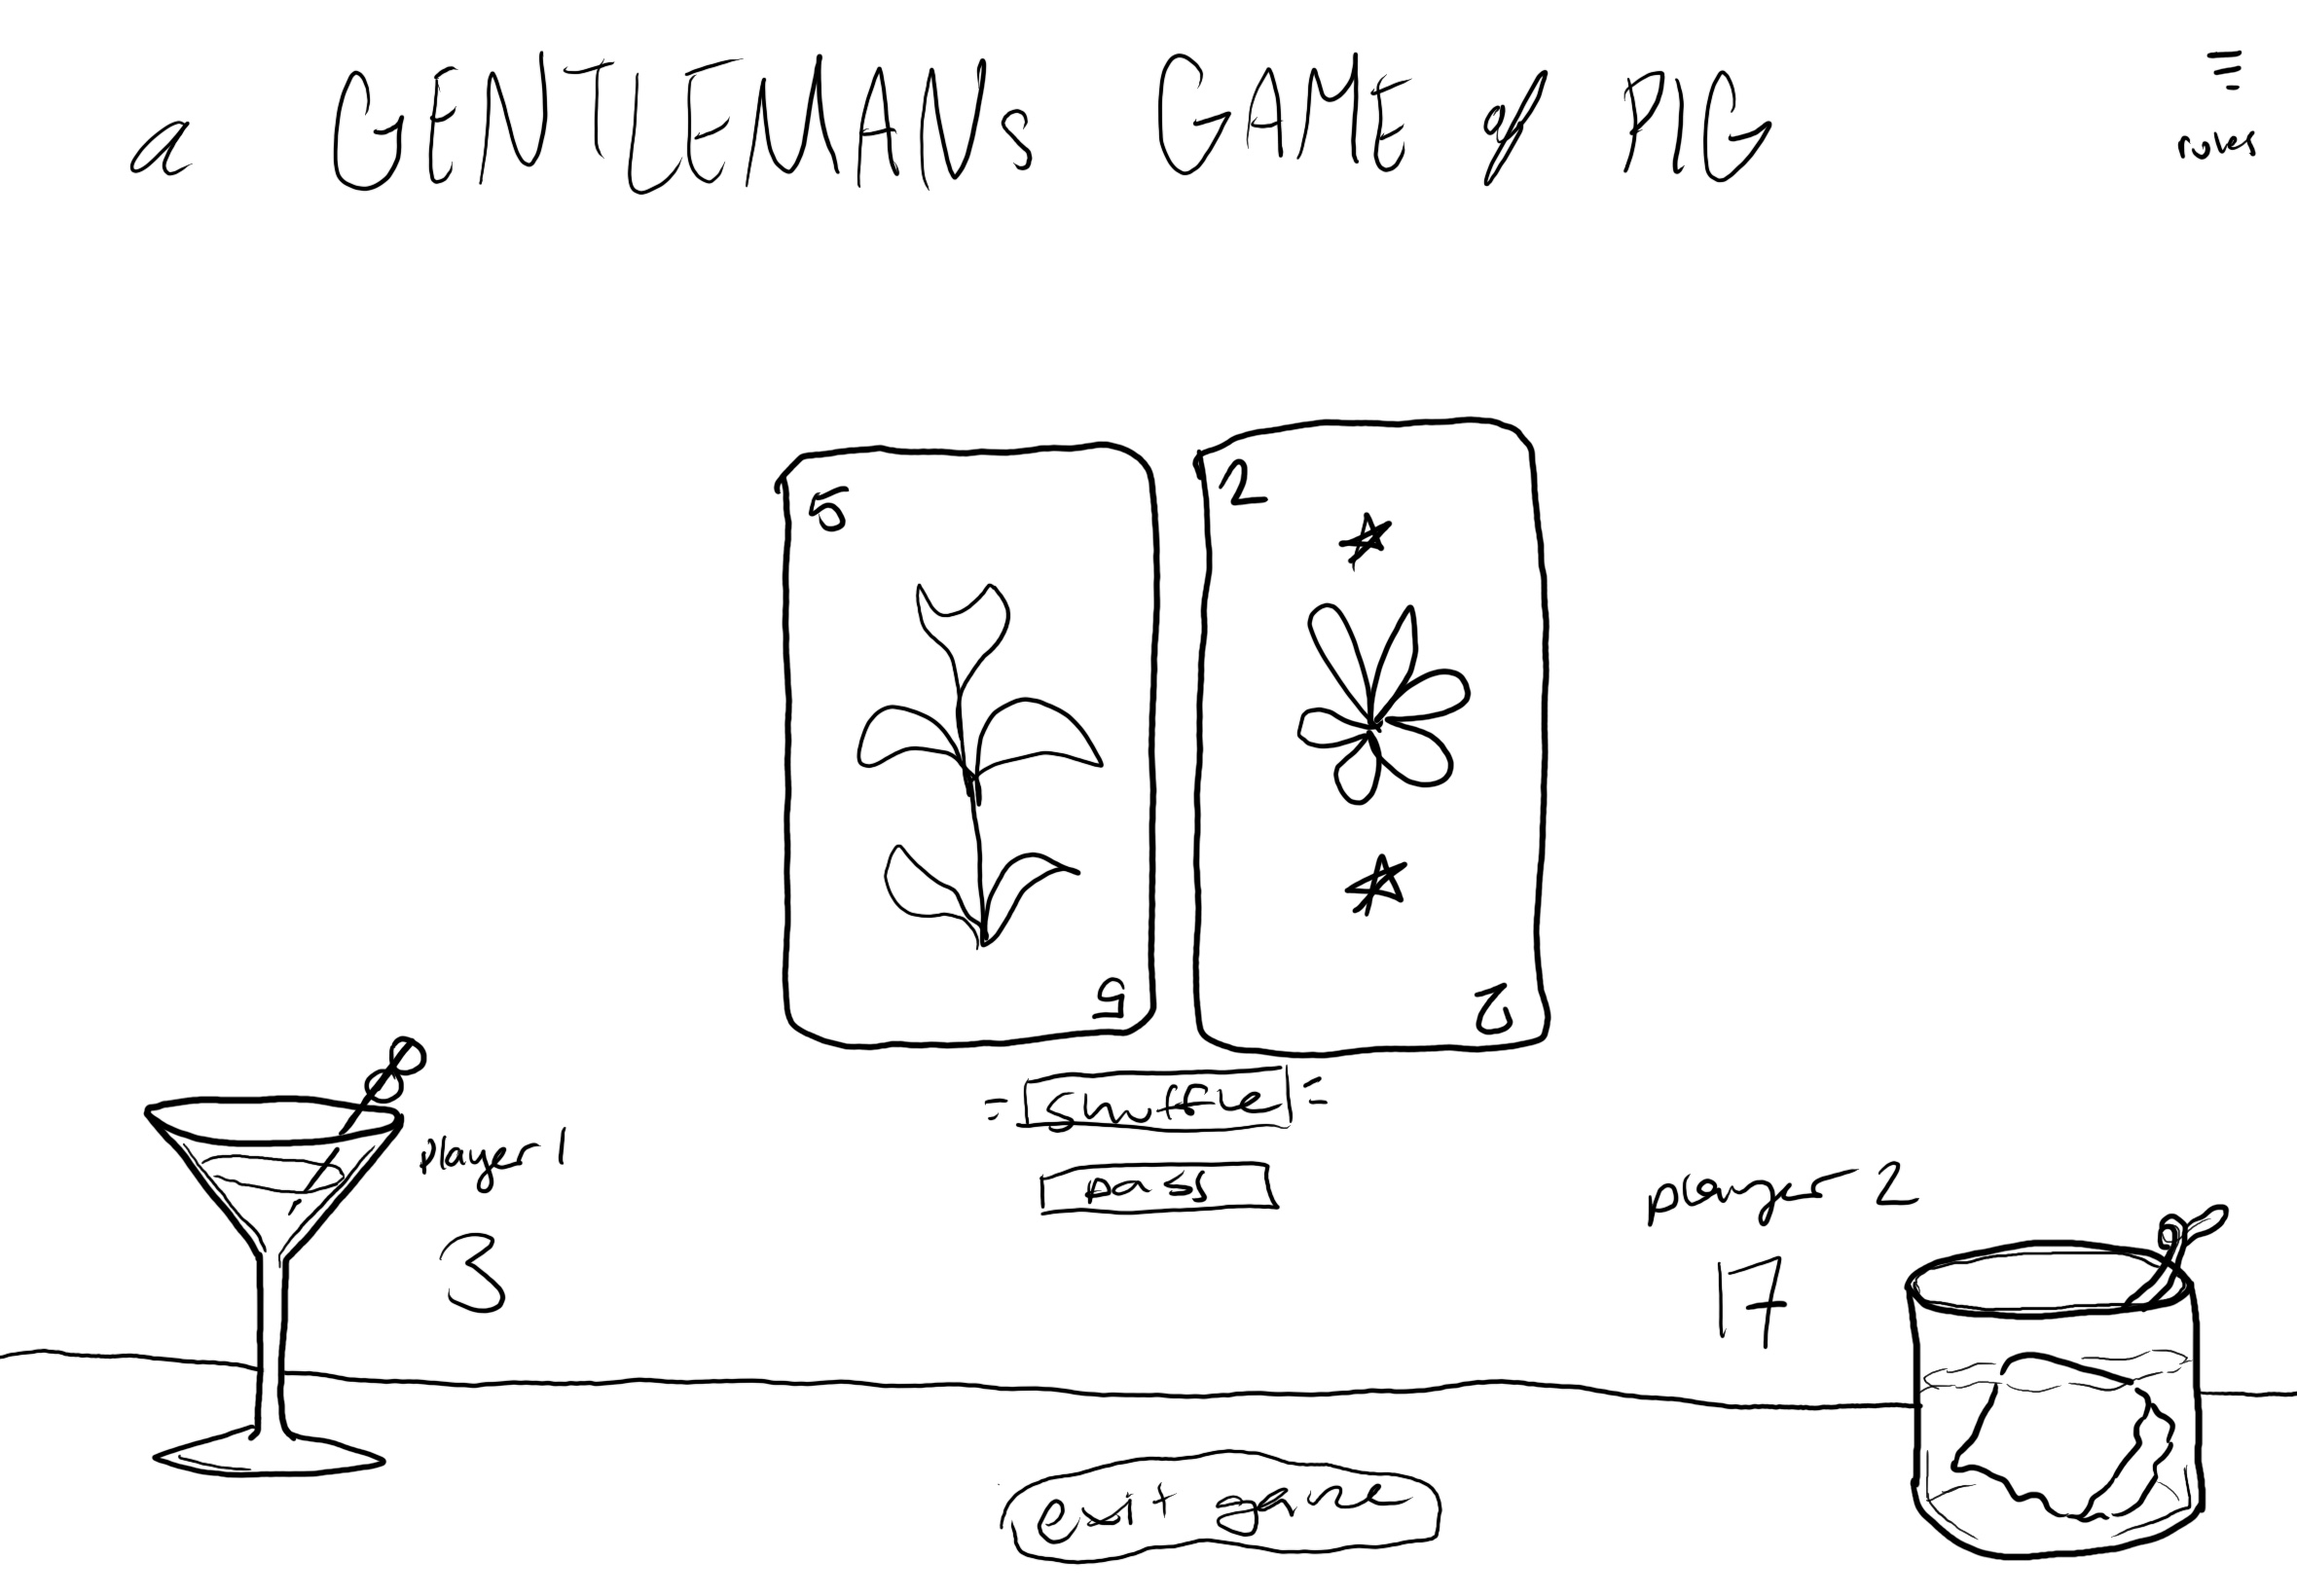 a GENTLEMANs GAME of PIG
rules
5
2
5
2
shuffle
pass
player 1
3
player 2
17
exit game